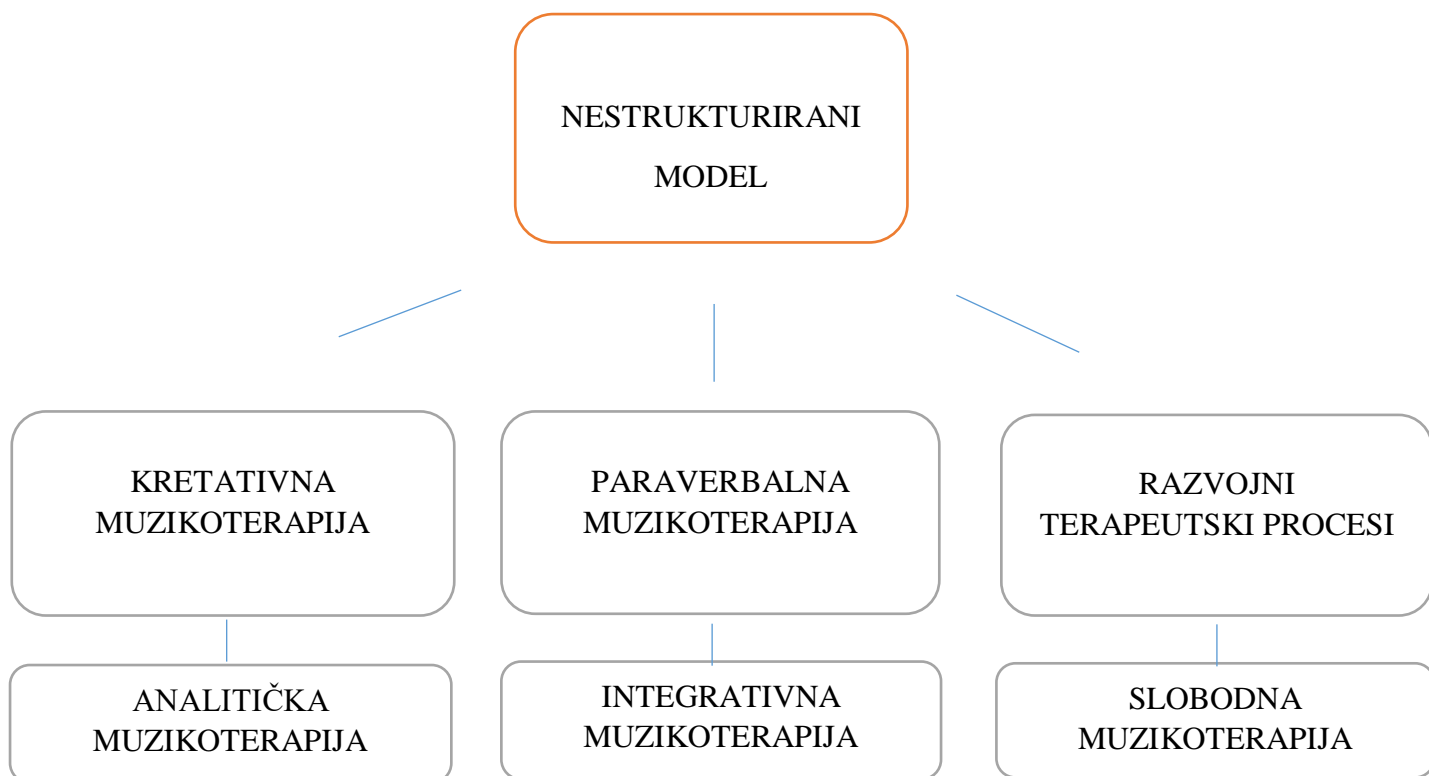 NESTRUKTURIRANI
MODEL
KRETATIVNA
MUZIKOTERAPIJA
PARAVERBALNA
MUZIKOTERAPIJA
RAZVOJNI
TERAPEUTSKI PROCESI
ANALITIČKA
MUZIKOTERAPIJA
INTEGRATIVNA
MUZIKOTERAPIJA
SLOBODNA
MUZIKOTERAPIJA